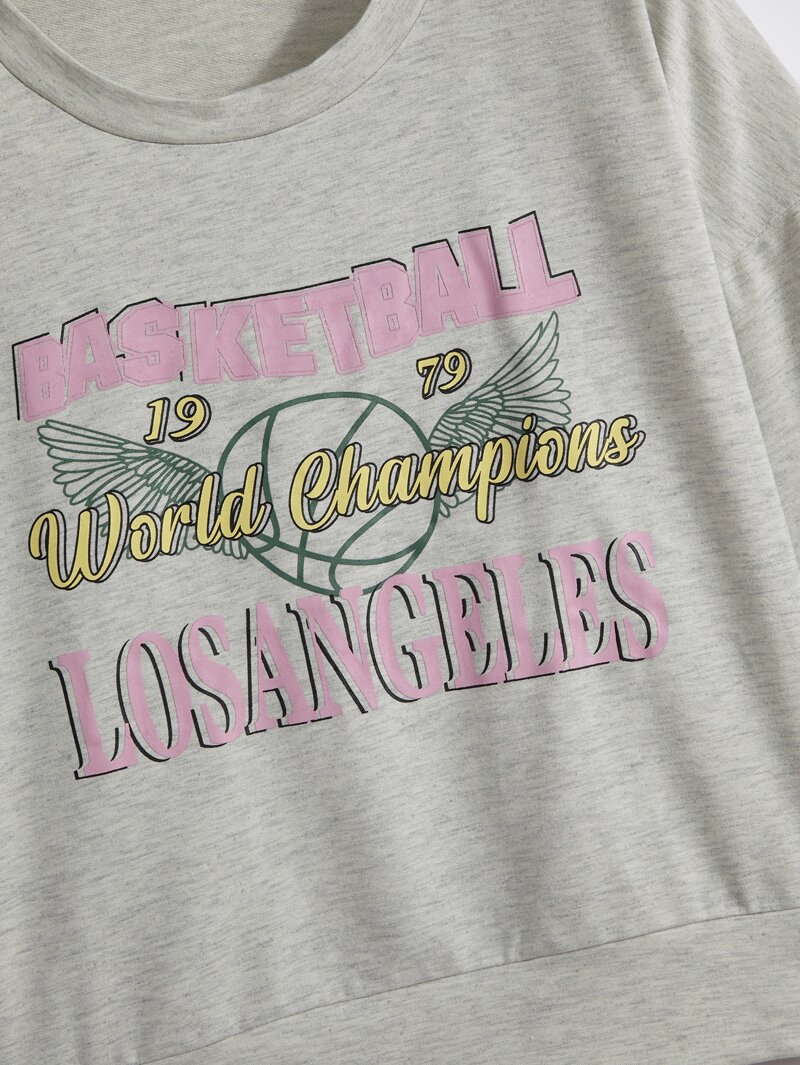 BASKETBALL
19 79
World Champions
LOSANGELES